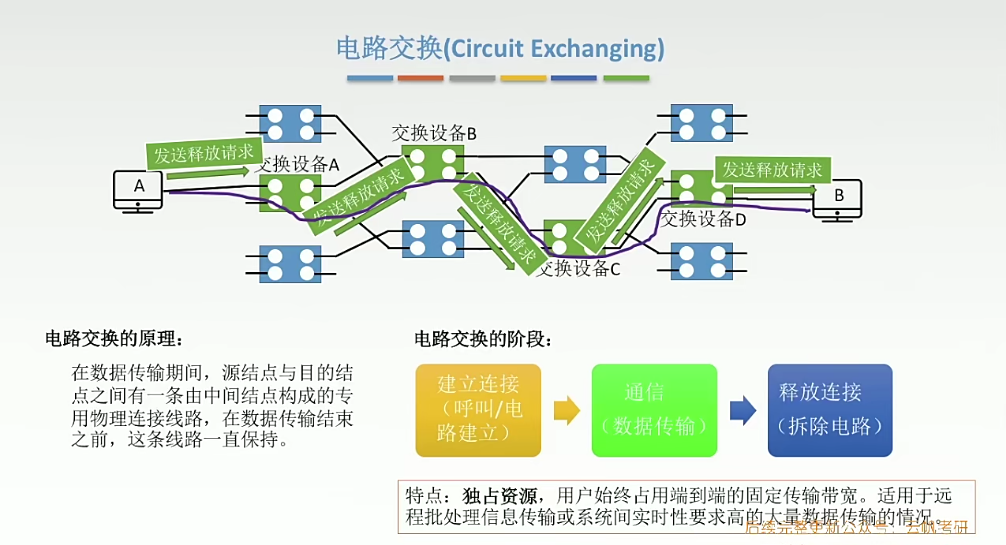 电路交换(Circuit Exchanging)
交换设备B
发送释放请求
交换设备A
发送释放请求
A
发送释放请求
发送释放请求
发送释放请求
B
交换设备D
交换设备C
电路交换的原理：
在数据传输期间，源结点与目的结
点之间有一条由中间结点构成的专
用物理连接线路，在数据传输结束
之前，这条线路一直保持。
电路交换的阶段：
建立连接
（呼叫/电
路建立）
通信
（数据传输）
释放连接
（拆除电路）
特点：独占资源，用户始终占用端到端的固定传输带宽。适用于远
程批处理信息传输或系统间实时性要求高的大量数据传输的情况。
后续完整更新公众号：云帆考研